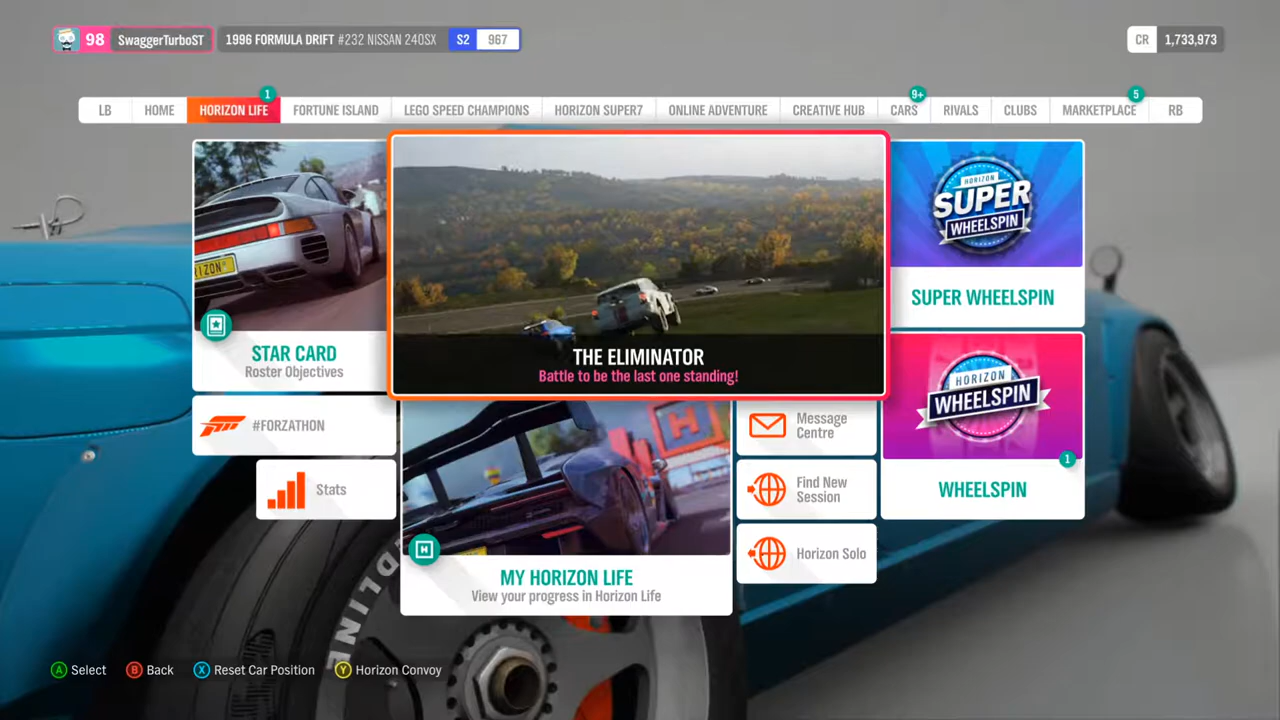 98 SwaggerTurboST
1996 FORMULA DRIFT #232 NISSAN 240SX S2 967
CR 1,733,973
1
9+
5
LB HOME HORIZON LIFE FORTUNE ISLAND LEGO SPEED CHAMPIONS HORIZON SUPER7 ONLINE ADVENTURE CREATIVE HUB CARS RIVALS CLUBS MARKETPLACE RB
STAR CARD
Roster Objectives
THE ELIMINATOR
Battle to be the last one standing!
HORIZON
SUPER
WHEELSPIN
SUPER WHEELSPIN
#FORZATHON
Stats
H
H
MY HORIZON LIFE
View your progress in Horizon Life
Message
Centre
Find New
Session
Horizon Solo
HORIZON
WHEELSPIN
1
WHEELSPIN
A Select B Back X Reset Car Position Y Horizon Convoy